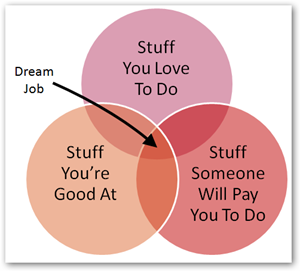 Stuff
You Love
To Do
Dream
Job
Stuff
You're
Good At
Stuff
Someone
Will Pay
You To Do